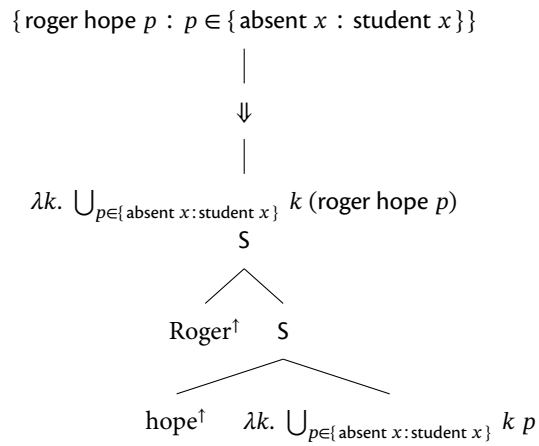 {roger hope p : p ∈ {absent x : student x}}
⇓
λk. ⋃p∈{absent x:student x} k (roger hope p)
S
Roger↑ S
hope↑ λk. ⋃p∈{absent x:student x} k p